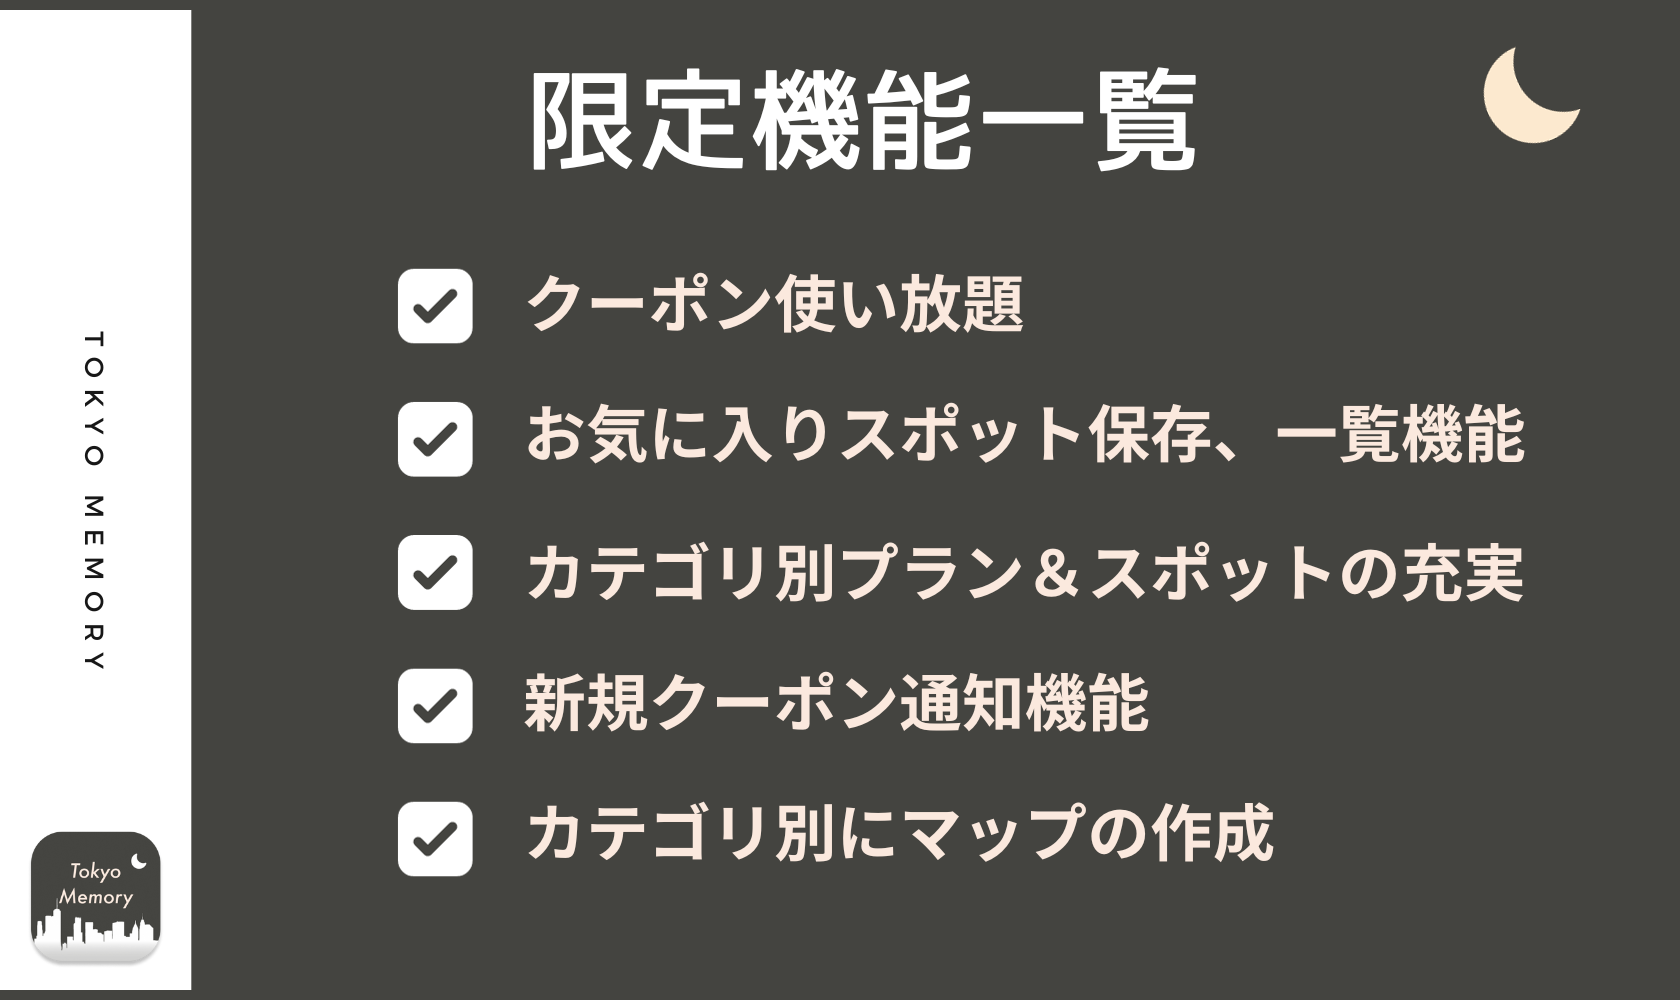 限定機能一覧
クーポン使い放題
お気に入りスポット保存、一覧機能
カテゴリ別プラン＆スポットの充実
新規クーポン通知機能
カテゴリ別にマップの作成
TOKYO MEMORY
Tokyo
Memory